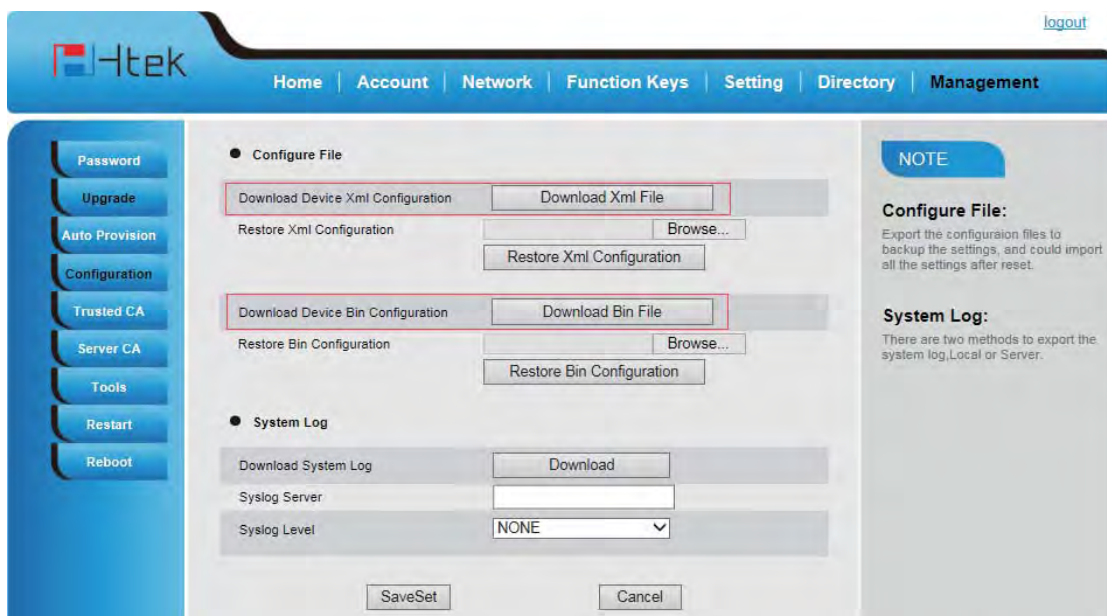 logout
Htek
Home | Account | Network | Function Keys | Setting | Directory | Management
Password
Upgrade
Auto Provision
Configuration
Trusted CA
Server CA
Tools
Restart
Reboot
Configure File
Download Device Xml Configuration Download Xml File
Restore Xml Configuration Browse...
Restore Xml Configuration
Download Device Bin Configuration Download Bin File
Restore Bin Configuration Browse...
Restore Bin Configuration
System Log
Download System Log Download
Syslog Server
Syslog Level NONE
SaveSet Cancel
NOTE
Configure File:
Export the configuraion files to
backup the settings, and could import
all the settings after reset.
System Log:
There are two methods to export the
system log,Local or Server.